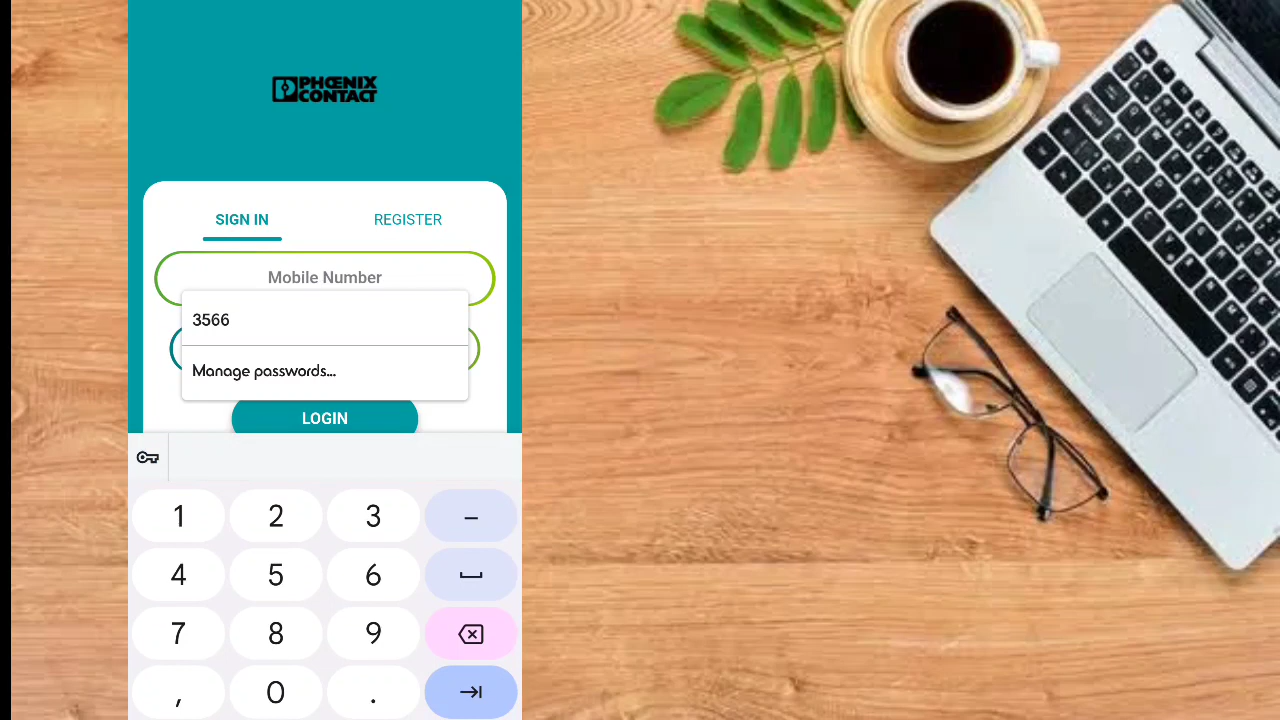 PHŒNIX
CONTACT
SIGN IN
REGISTER
Mobile Number
3566
Manage passwords...
LOGIN
1 2 3 –
4 5 6
7 8 9
, 0 .